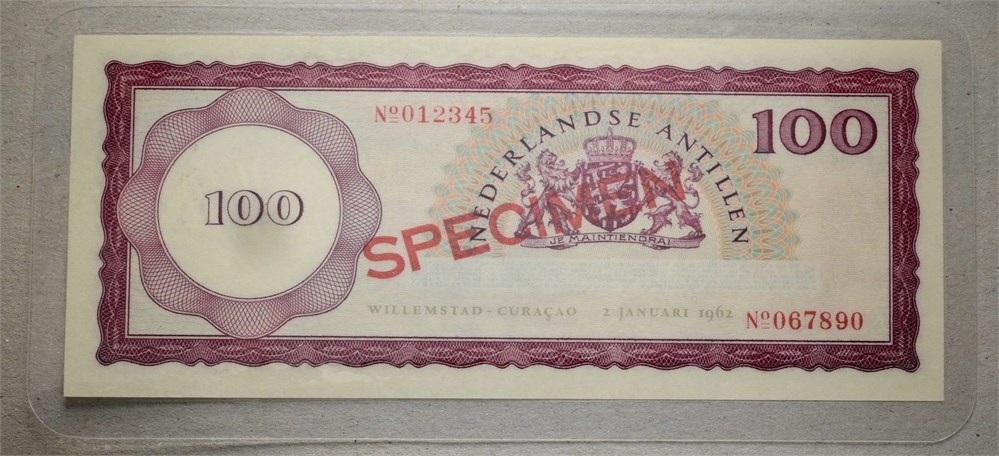 Nº012345
100
NEDERLANDSE ANTILLEN
100
SPECIMEN
JE MAINTIENDRAI
WILLEMSTAD - CURAÇAO 2 JANUARI 1962
Nº067890